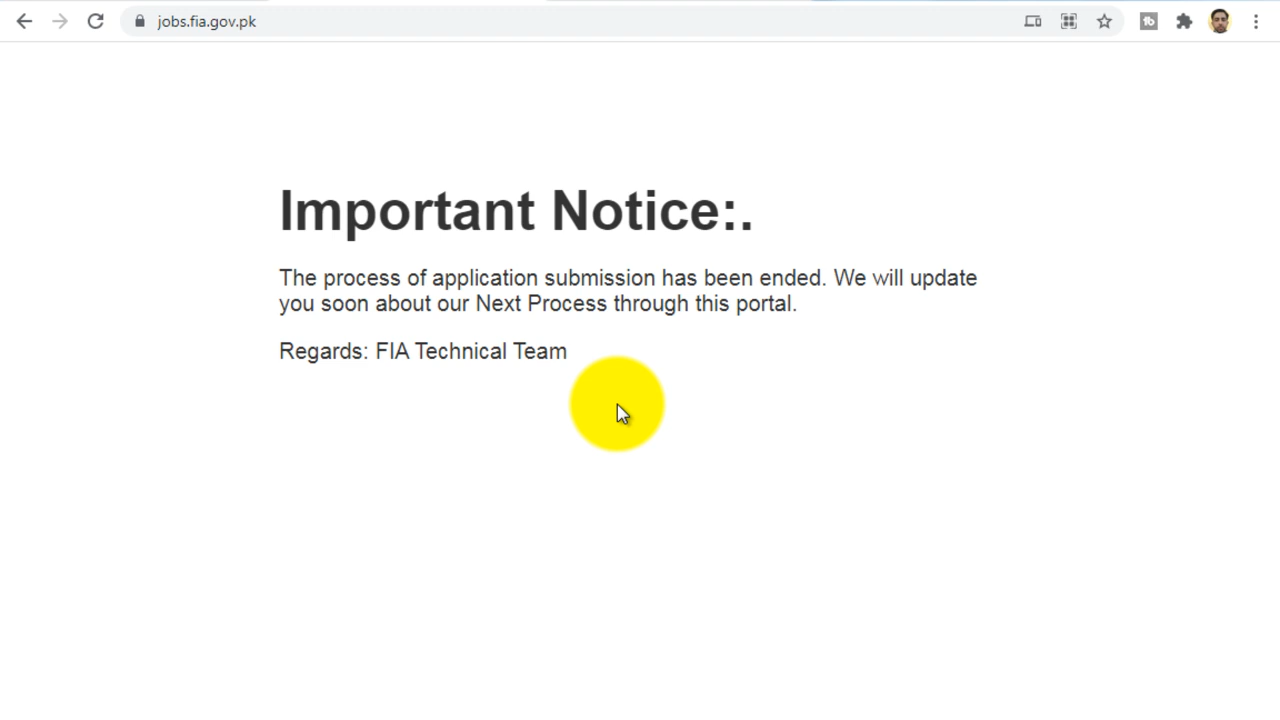 jobs.fia.gov.pk
Important Notice:.
The process of application submission has been ended. We will update
you soon about our Next Process through this portal.
Regards: FIA Technical Team